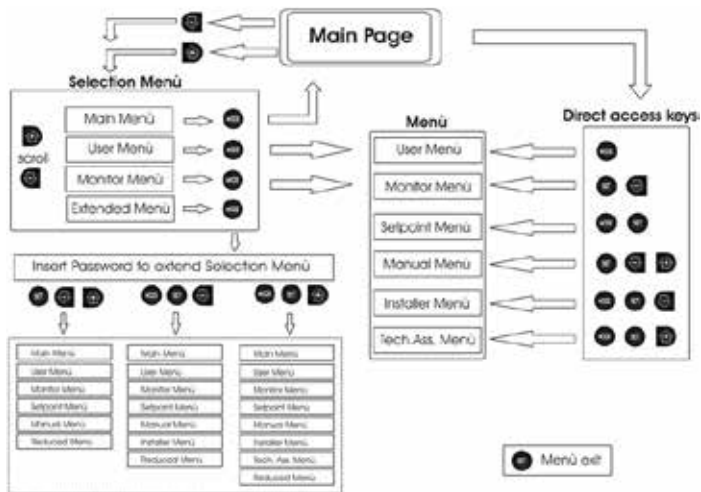 Main Page
Selection Menù
Main Menù
User Menù
Monitor Menù
Extended Menù
scroll
Insert Password to extend Selection Menù
Main Menù
User Menù
Monitor Menù
Setpoint Menù
Manual Menù
Reduced Menù
Main Menù
User Menù
Monitor Menù
Setpoint Menù
Manual Menù
Installer Menù
Reduced Menù
Main Menù
User Menù
Monitor Menù
Setpoint Menù
Manual Menù
Installer Menù
Tech. Ass. Menù
Reduced Menù
Menù
User Menù
Monitor Menù
Setpoint Menù
Manual Menù
Installer Menù
Tech.Ass. Menù
Direct access keys
Menù exit